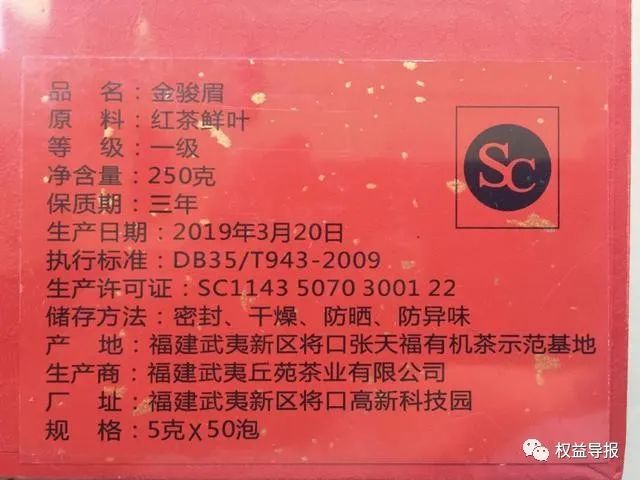 品 名：金骏眉
原 料：红茶鲜叶
等 级：一级
净含量：250克
保质期：三年
生产日期：2019年3月20日
执行标准：DB35/T943-2009
生产许可证：SC1143 5070 3001 22
储存方法：密封、干燥、防晒、防异味
产 地：福建武夷新区将口张天福有机茶示范基地
生产商：福建武夷丘苑茶业有限公司
厂 址：福建武夷新区将口高新科技园
规 格：5克X50泡
SC
权益导报